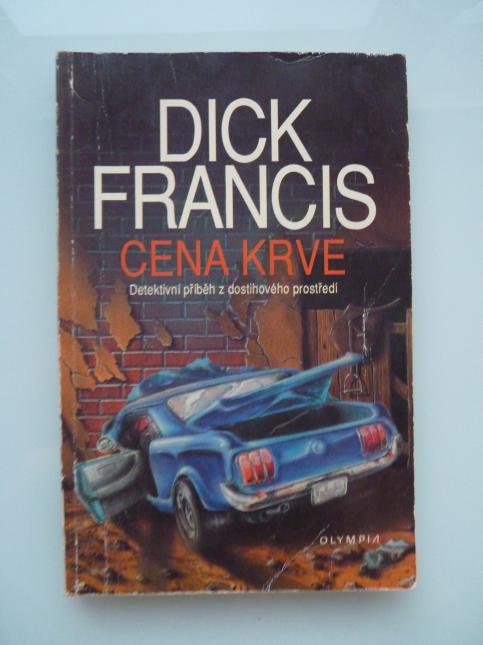 DICK
FRANCIS
CENA KRVE
Detektivní příběh z dostihového prostředí
OLYMPIA